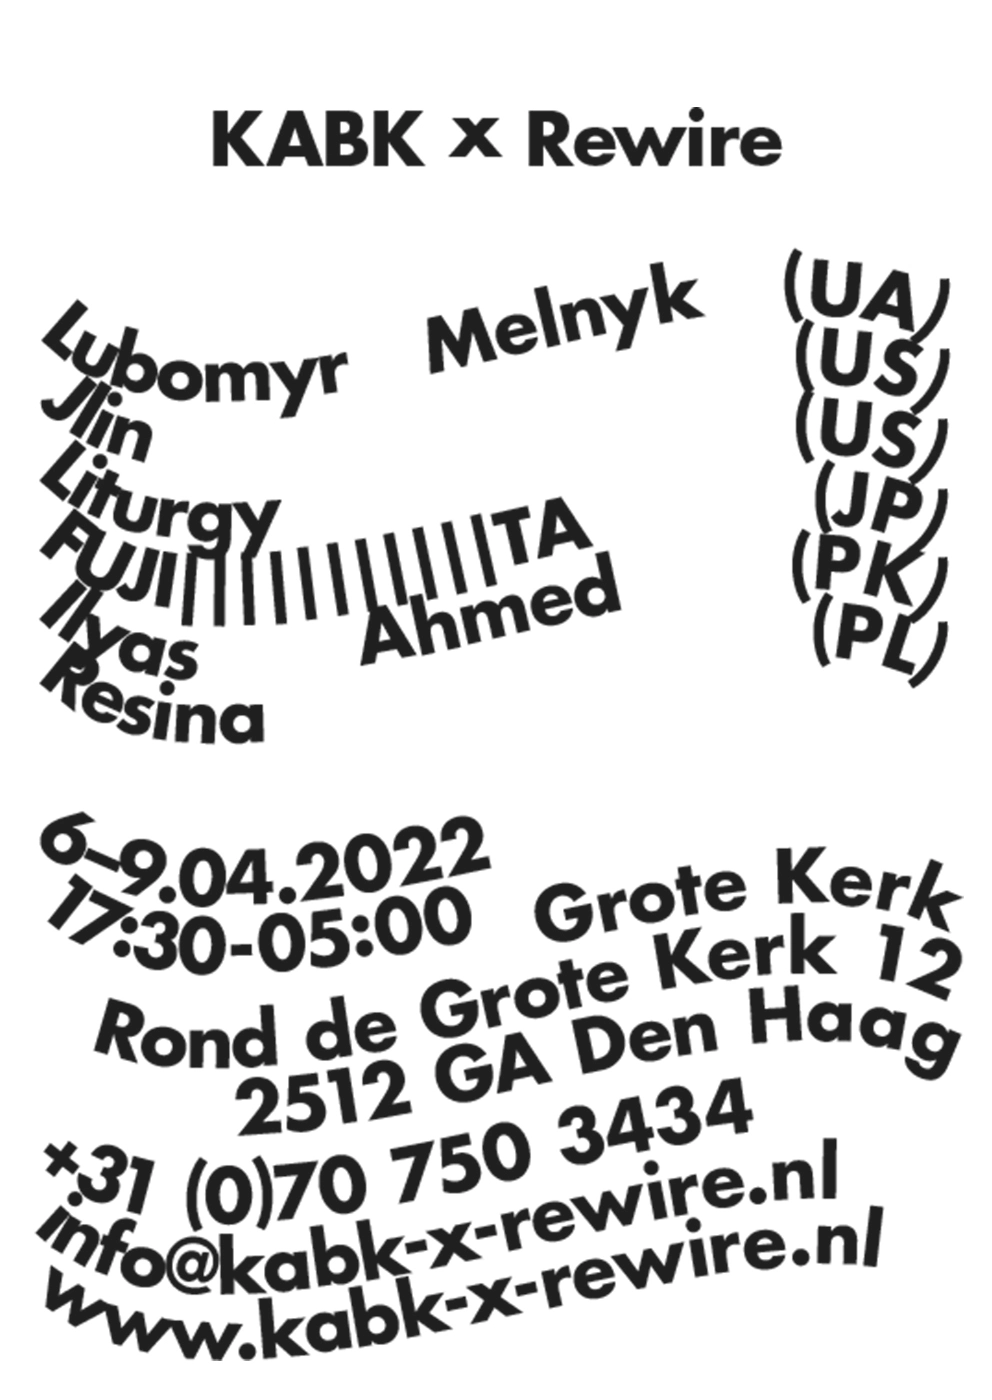 KABK x Rewire
Lubomyr Melnyk (UA)
Jlin (US)
Liturgy (US)
FUJI|||||||||||TA (JP)
Ilyas Ahmed (PK)
Resina (PL)
6–9.04.2022
17:30-05:00
Grote Kerk
Rond de Grote Kerk 12
2512 GA Den Haag
+31 (0)70 750 3434
info@kabk-x-rewire.nl
www.kabk-x-rewire.nl